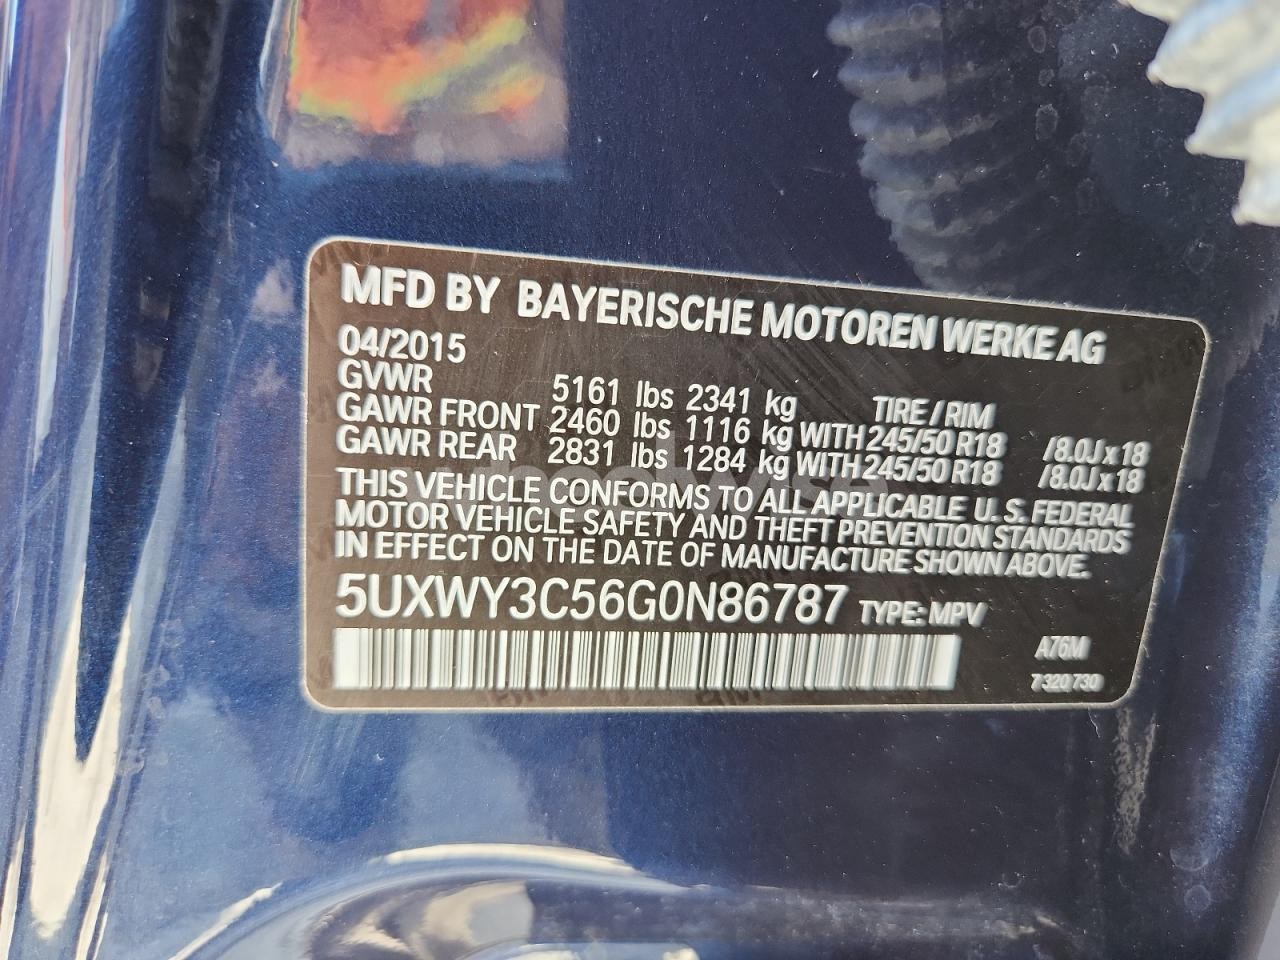 MFD BY BAYERISCHE MOTOREN WERKE AG
04/2015
GVWR 5161 lbs 2341 kg TIRE / RIM
GAWR FRONT 2460 lbs 1116 kg WITH 245/50 R18 /8.0J x 18
GAWR REAR 2831 lbs 1284 kg WITH 245/50 R18 /8.0J x 18
THIS VEHICLE CONFORMS TO ALL APPLICABLE U.S. FEDERAL
MOTOR VEHICLE SAFETY AND THEFT PREVENTION STANDARDS
IN EFFECT ON THE DATE OF MANUFACTURE SHOWN ABOVE.
5UXWY3C56G0N86787 TYPE: MPV
A76M
7 320 730